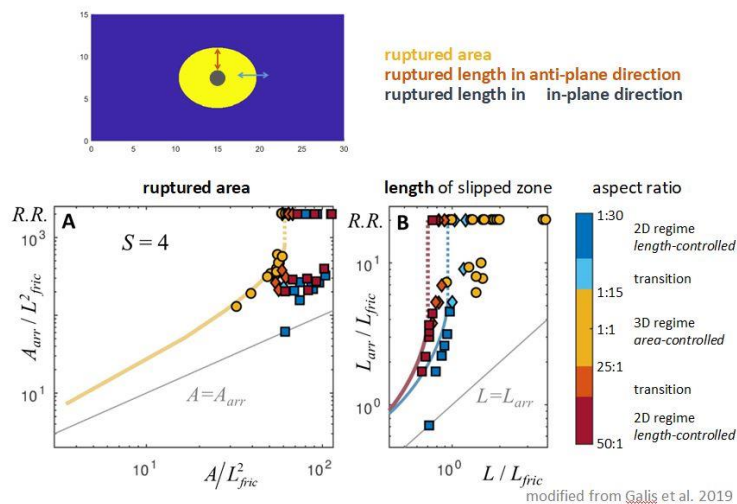 15
10
5
0
0 5 10 15 20 25 30
ruptured area
ruptured length in anti-plane direction
ruptured length in in-plane direction
ruptured area
length of slipped zone
aspect ratio
R.R. A
S = 4
10³
10¹
A_arr / L²_fric
A = A_arr
10¹ 10²
A/L²_fric
R.R. B
10¹
10⁰
L_arr / L_fric
L = L_arr
10⁰
L / L_fric
1:30
2D regime
length-controlled
transition
1:15
3D regime
1:1
area-controlled
25:1
transition
2D regime
length-controlled
50:1
modified from Galis et al. 2019